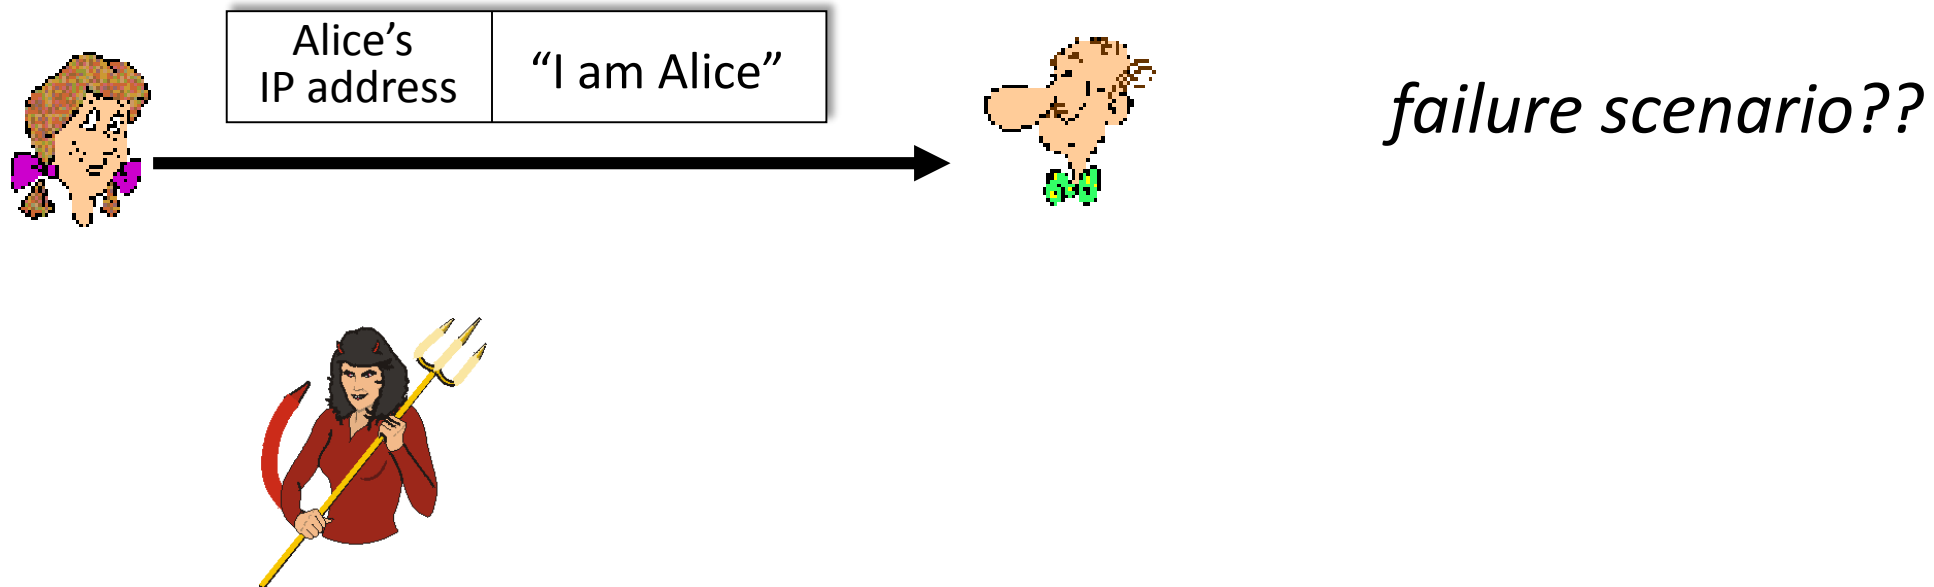 Alice’s
IP address
“I am Alice”
failure scenario??